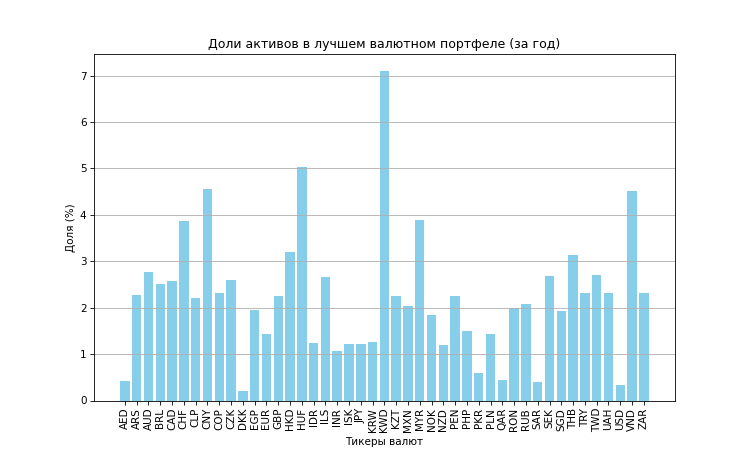 Доли активов в лучшем валютном портфеле (за год)
Доля (%)
7
6
5
4
3
2
1
0
AED ARS AUD BRL CAD CHF CLP CNY COP CZK DKK EGP EUR GBP HKD HUF IDR ILS INR ISK JPY KRW KWD KZT MXN MYR NOK NZD PEN PHP PKR PLN QAR RON RUB SAR SEK SGD THB TRY TWD UAH USD VND ZAR
Тикеры валют